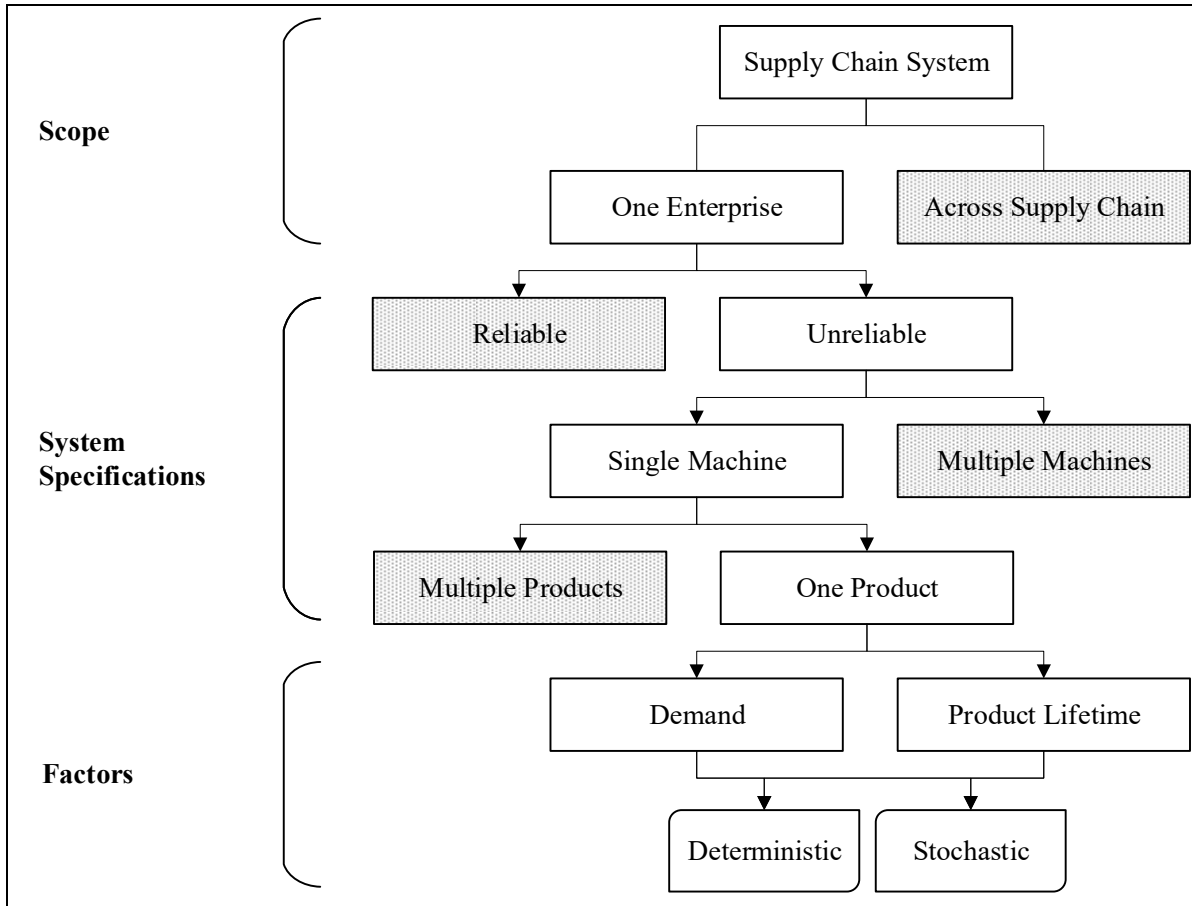 Supply Chain System
Scope
One Enterprise
Across Supply Chain
Reliable
Unreliable
System
Specifications
Single Machine
Multiple Machines
Multiple Products
One Product
Demand
Product Lifetime
Factors
Deterministic
Stochastic